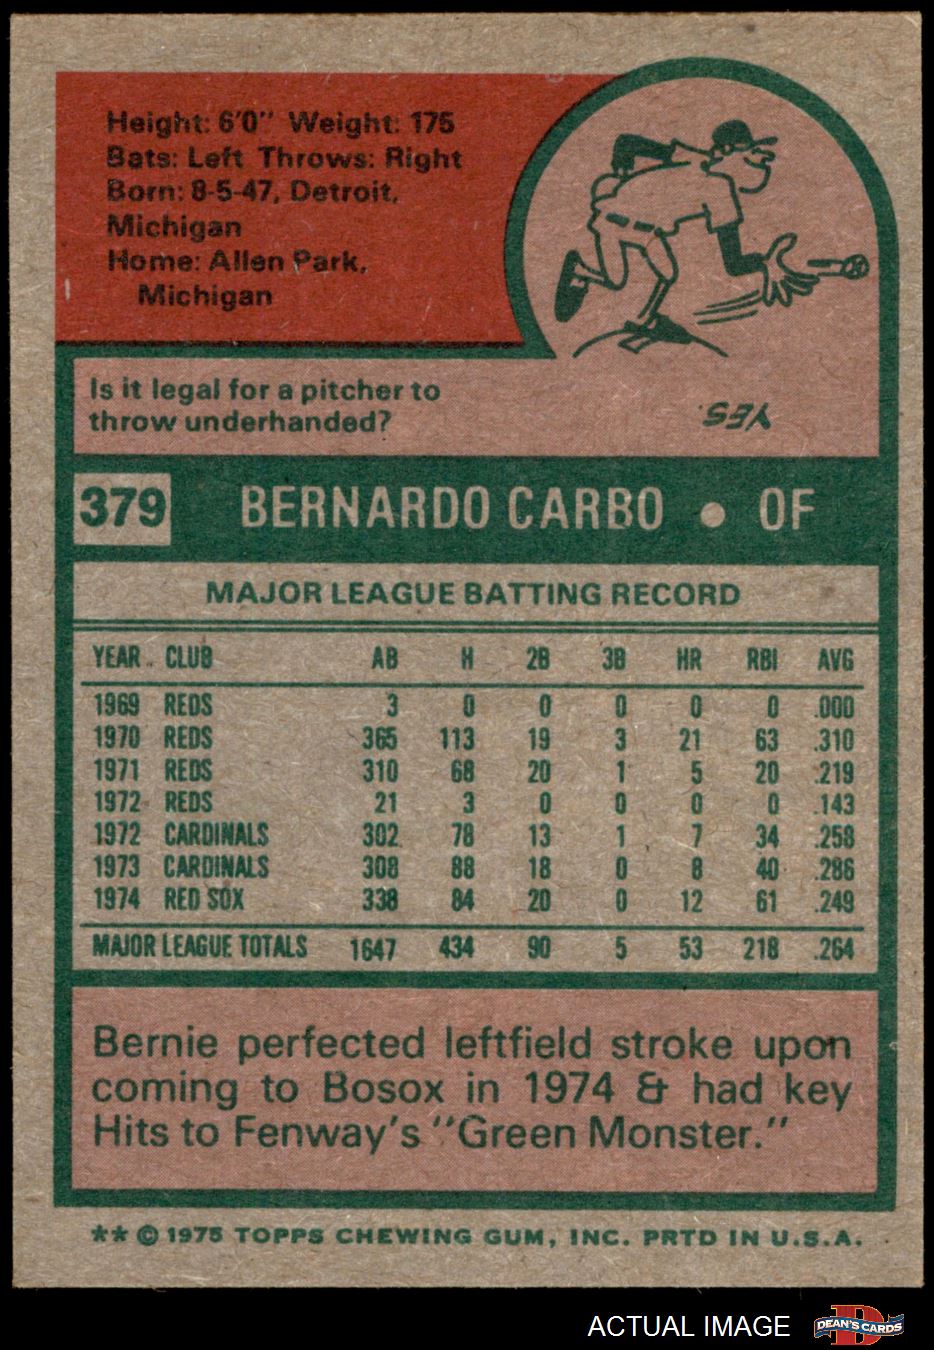 Height: 6'0" Weight: 175
Bats: Left Throws: Right
Born: 8-5-47, Detroit,
Michigan
Home: Allen Park,
Michigan
Is it legal for a pitcher to
throw underhanded?
YES.
379 BERNARDO CARBO • OF
MAJOR LEAGUE BATTING RECORD
YEAR CLUB AB H 2B 3B HR RBI AVG
1969 REDS 3 0 0 0 0 0 .000
1970 REDS 365 113 19 3 21 63 .310
1971 REDS 310 68 20 1 5 20 .219
1972 REDS 21 3 0 0 0 0 .143
1972 CARDINALS 302 78 13 1 7 34 .258
1973 CARDINALS 308 88 18 0 8 40 .286
1974 RED SOX 338 84 20 0 12 61 .249
MAJOR LEAGUE TOTALS 1647 434 90 5 53 218 .264
Bernie perfected leftfield stroke upon
coming to Bosox in 1974 & had key
Hits to Fenway's "Green Monster."
** © 1975 TOPPS CHEWING GUM, INC. PRTD IN U.S.A.
ACTUAL IMAGE
DEAN'S CARDS